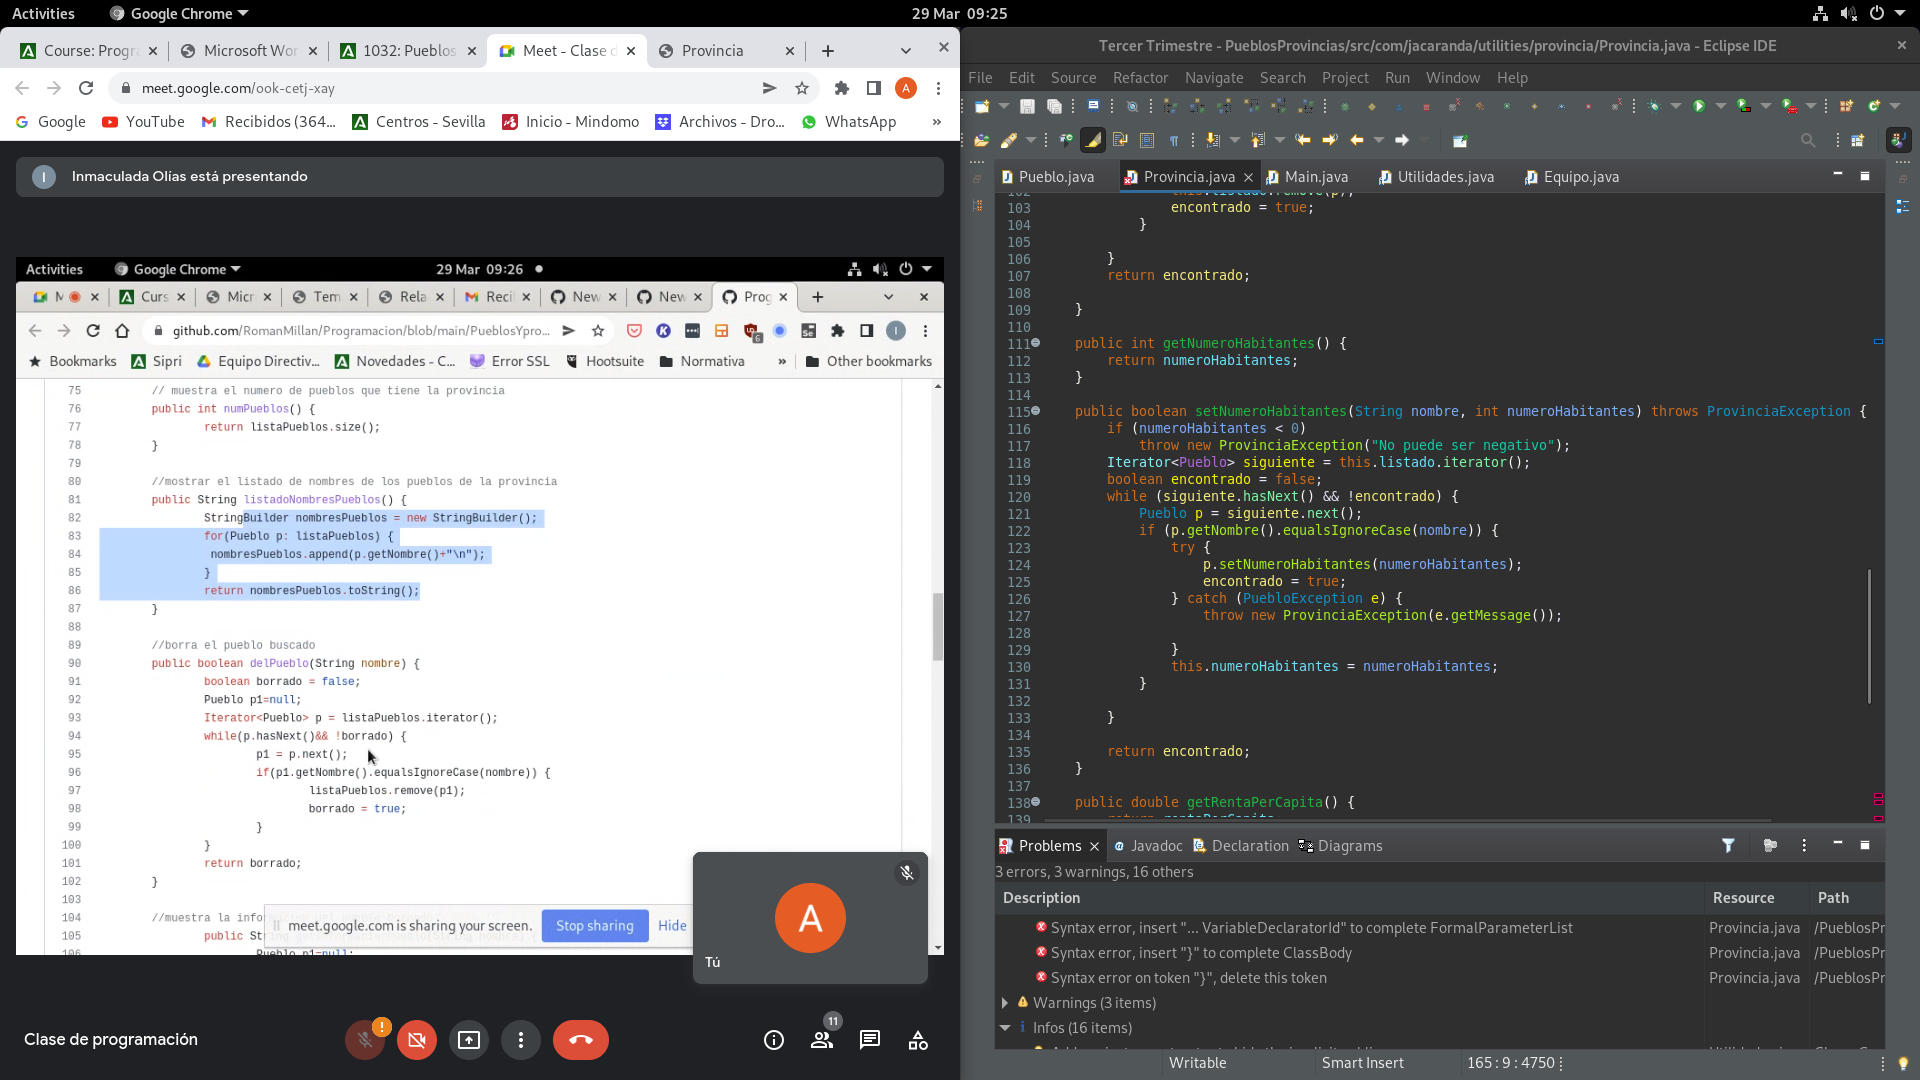 Activities
Google Chrome
29 Mar 09:25
Course: Progr
Microsoft Wor
1032: Pueblos
Meet - Clase d
Provincia
meet.google.com/ook-cetj-xay
A
Google
YouTube
Recibidos (364...
Centros - Sevilla
Inicio - Mindomo
Archivos - Dro...
WhatsApp
»
I
Inmaculada Olías está presentando
Activities
Google Chrome
29 Mar 09:26
M
Curs
Micr
Tem
Rela
Reci
New
New
Prog
github.com/RomanMillan/Programacion/blob/main/PueblosYpro...
Bookmarks
Sipri
Equipo Directiv...
Novedades - C...
Error SSL
Hootsuite
Normativa
»
Other bookmarks
75 // muestra el numero de pueblos que tiene la provincia
76 public int numPueblos() {
77 return listaPueblos.size();
78 }
79
80 //mostrar el listado de nombres de los pueblos de la provincia
81 public String listadoNombresPueblos() {
82 StringBuilder nombresPueblos = new StringBuilder();
83 for(Pueblo p: listaPueblos) {
84 nombresPueblos.append(p.getNombre()+"\n");
85 }
86 return nombresPueblos.toString();
87 }
88
89 //borra el pueblo buscado
90 public boolean delPueblo(String nombre) {
91 boolean borrado = false;
92 Pueblo p1=null;
93 Iterator<Pueblo> p = listaPueblos.iterator();
94 while(p.hasNext()&& !borrado) {
95 p1 = p.next();
96 if(p1.getNombre().equalsIgnoreCase(nombre)) {
97 listaPueblos.remove(p1);
98 borrado = true;
99 }
100 }
101 return borrado;
102 }
103
104 //muestra la
105 public
106 Pueblo p1=null;
meet.google.com is sharing your screen.
Stop sharing
Hide
A
Tú
Clase de programación
11
Tercer Trimestre - PueblosProvincias/src/com/jacaranda/utilities/provincia/Provincia.java - Eclipse IDE
File Edit Source Refactor Navigate Search Project Run Window Help
Pueblo.java
Provincia.java
Main.java
Utilidades.java
Equipo.java
103 encontrado = true;
104 }
105
106 }
107 return encontrado;
108
109 }
110
111 public int getNumeroHabitantes() {
112 return numeroHabitantes;
113 }
114
115 public boolean setNumeroHabitantes(String nombre, int numeroHabitantes) throws ProvinciaException {
116 if (numeroHabitantes < 0)
117 throw new ProvinciaException("No puede ser negativo");
118 Iterator<Pueblo> siguiente = this.listado.iterator();
119 boolean encontrado = false;
120 while (siguiente.hasNext() && !encontrado) {
121 Pueblo p = siguiente.next();
122 if (p.getNombre().equalsIgnoreCase(nombre)) {
123 try {
124 p.setNumeroHabitantes(numeroHabitantes);
125 encontrado = true;
126 } catch (PuebloException e) {
127 throw new ProvinciaException(e.getMessage());
128
129 }
130 this.numeroHabitantes = numeroHabitantes;
131 }
132
133 }
134
135 return encontrado;
136 }
137
138 public double getRentaPerCapita() {
139
Problems
Javadoc
Declaration
Diagrams
3 errors, 3 warnings, 16 others
Description Resource Path
Syntax error, insert "... VariableDeclaratorId" to complete FormalParameterList Provincia.java /PueblosPr
Syntax error, insert "}" to complete ClassBody Provincia.java /PueblosPr
Syntax error on token "}", delete this token Provincia.java /PueblosPr
Warnings (3 items)
Infos (16 items)
Writable
Smart Insert
165 : 9 : 4750